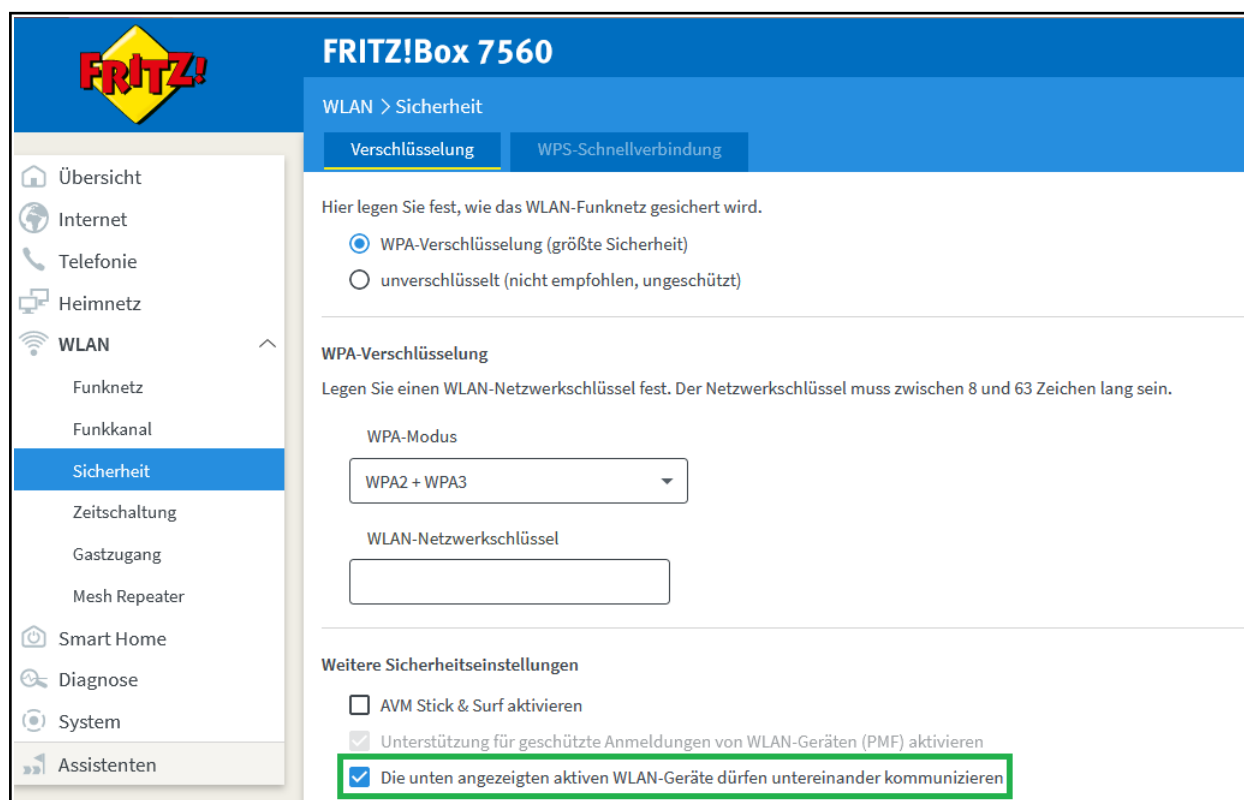 FRITZ!
FRITZ!Box 7560
WLAN > Sicherheit
Verschlüsselung
WPS-Schnellverbindung
Übersicht
Internet
Telefonie
Heimnetz
WLAN
Funknetz
Funkkanal
Sicherheit
Zeitschaltung
Gastzugang
Mesh Repeater
Smart Home
Diagnose
System
Assistenten
Hier legen Sie fest, wie das WLAN-Funknetz gesichert wird.
WPA-Verschlüsselung (größte Sicherheit)
unverschlüsselt (nicht empfohlen, ungeschützt)
WPA-Verschlüsselung
Legen Sie einen WLAN-Netzwerkschlüssel fest. Der Netzwerkschlüssel muss zwischen 8 und 63 Zeichen lang sein.
WPA-Modus
WPA2 + WPA3
WLAN-Netzwerkschlüssel
Weitere Sicherheitseinstellungen
AVM Stick & Surf aktivieren
Unterstützung für geschützte Anmeldungen von WLAN-Geräten (PMF) aktivieren
Die unten angezeigten aktiven WLAN-Geräte dürfen untereinander kommunizieren